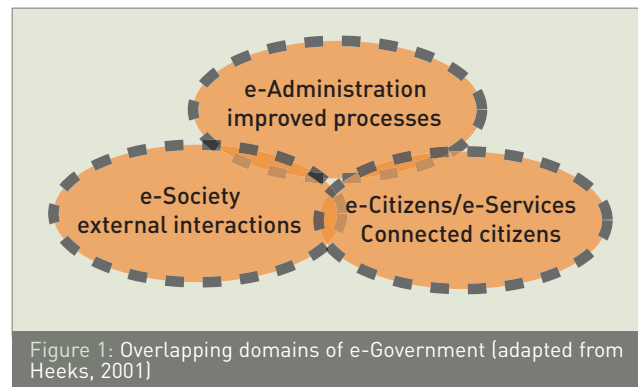 e-Administration
improved processes
e-Society
external interactions
e-Citizens/e-Services
Connected citizens
Figure 1: Overlapping domains of e-Government (adapted from
Heeks, 2001)